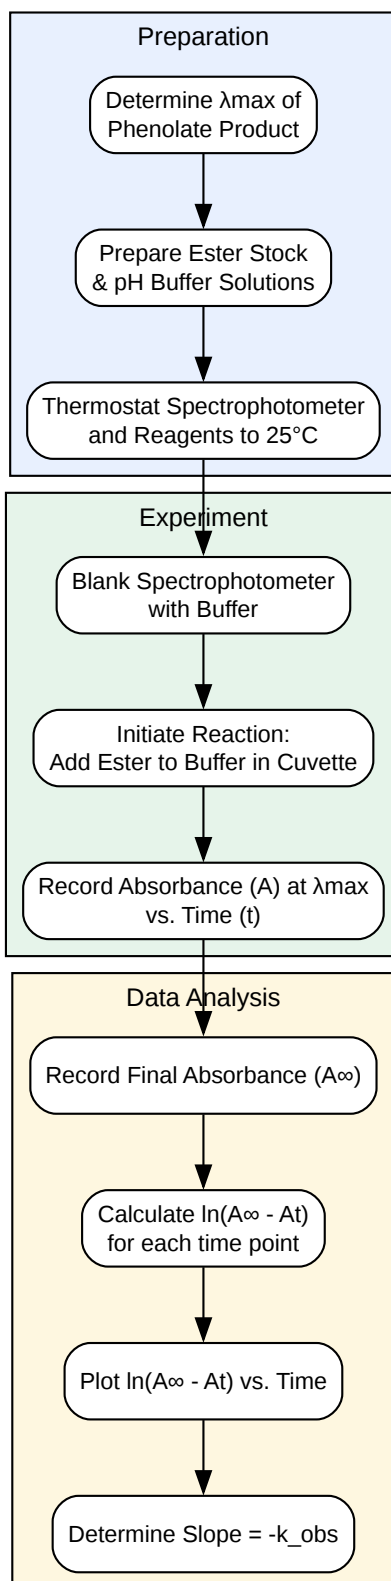 Preparation
Determine λmax of
Phenolate Product
Prepare Ester Stock
& pH Buffer Solutions
Thermostat Spectrophotometer
and Reagents to 25°C
Experiment
Blank Spectrophotometer
with Buffer
Initiate Reaction:
Add Ester to Buffer in Cuvette
Record Absorbance (A) at λmax
vs. Time (t)
Data Analysis
Record Final Absorbance (A∞)
Calculate ln(A∞ - At)
for each time point
Plot ln(A∞ - At) vs. Time
Determine Slope = -k_obs